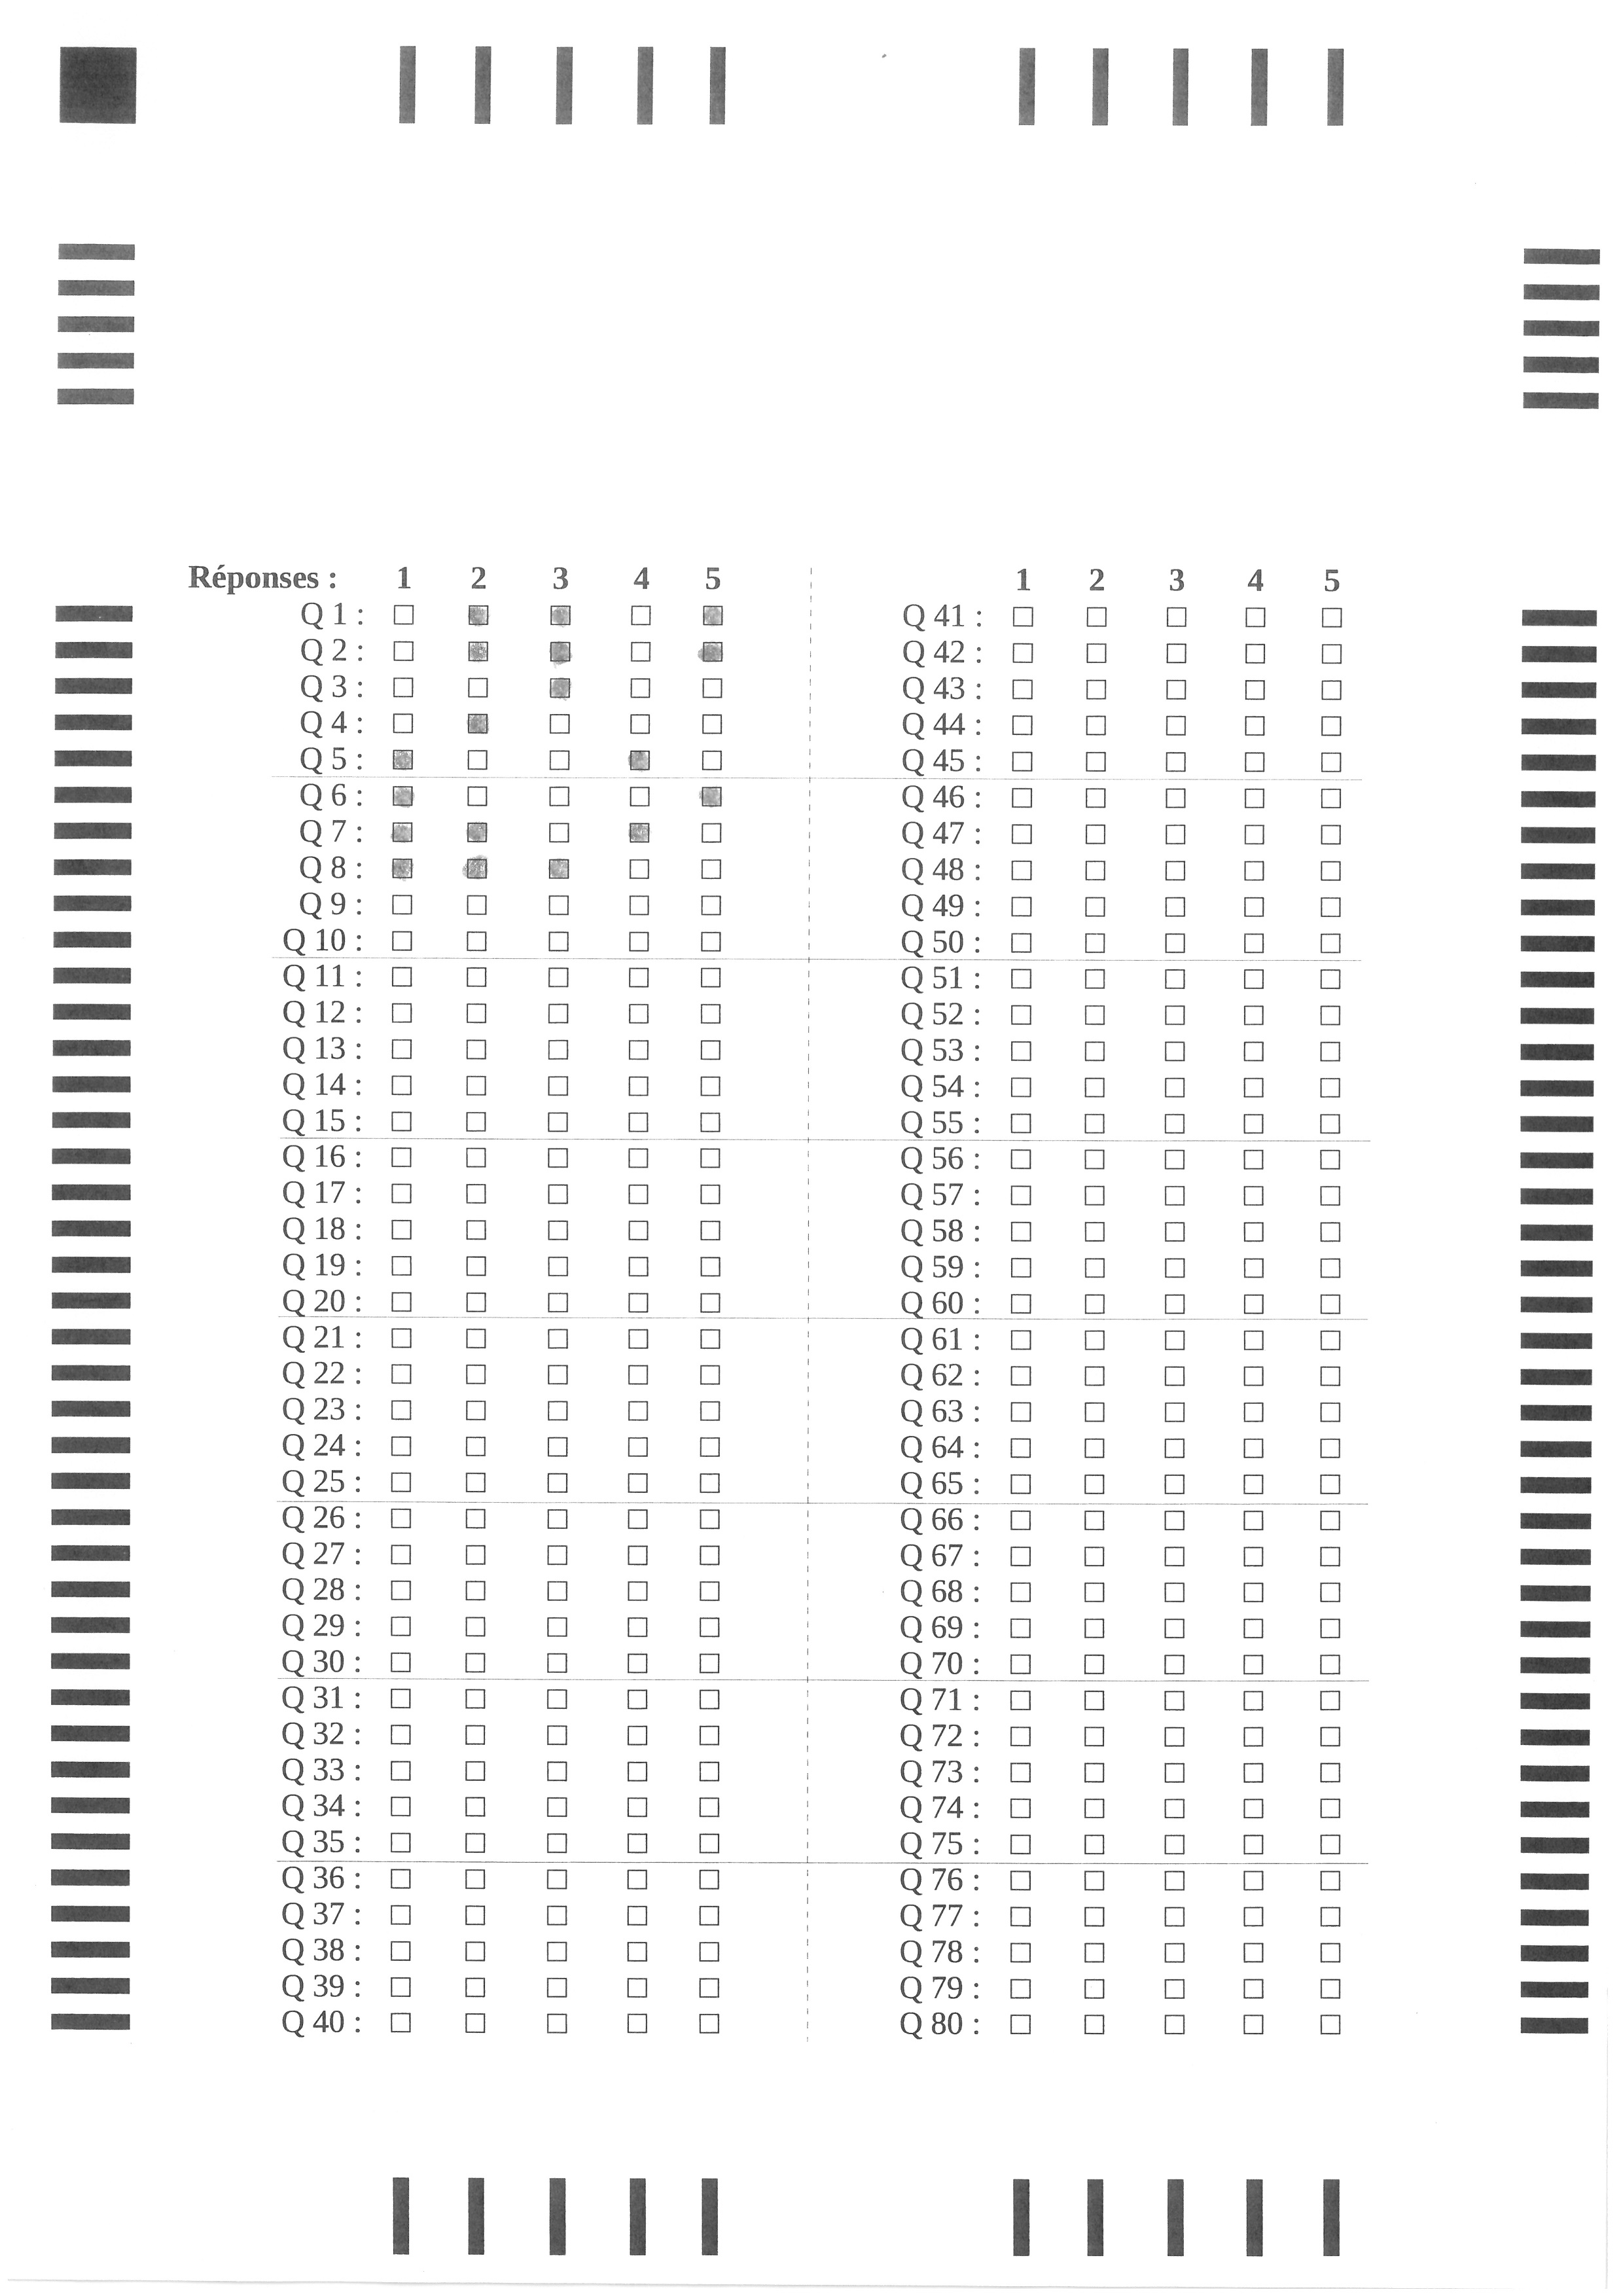 Réponses : 1 2 3 4 5
Q 1 :
Q 2 :
Q 3 :
Q 4 :
Q 5 :
Q 6 :
Q 7 :
Q 8 :
Q 9 :
Q 10 :
Q 11 :
Q 12 :
Q 13 :
Q 14 :
Q 15 :
Q 16 :
Q 17 :
Q 18 :
Q 19 :
Q 20 :
Q 21 :
Q 22 :
Q 23 :
Q 24 :
Q 25 :
Q 26 :
Q 27 :
Q 28 :
Q 29 :
Q 30 :
Q 31 :
Q 32 :
Q 33 :
Q 34 :
Q 35 :
Q 36 :
Q 37 :
Q 38 :
Q 39 :
Q 40 :
1 2 3 4 5
Q 41 :
Q 42 :
Q 43 :
Q 44 :
Q 45 :
Q 46 :
Q 47 :
Q 48 :
Q 49 :
Q 50 :
Q 51 :
Q 52 :
Q 53 :
Q 54 :
Q 55 :
Q 56 :
Q 57 :
Q 58 :
Q 59 :
Q 60 :
Q 61 :
Q 62 :
Q 63 :
Q 64 :
Q 65 :
Q 66 :
Q 67 :
Q 68 :
Q 69 :
Q 70 :
Q 71 :
Q 72 :
Q 73 :
Q 74 :
Q 75 :
Q 76 :
Q 77 :
Q 78 :
Q 79 :
Q 80 :